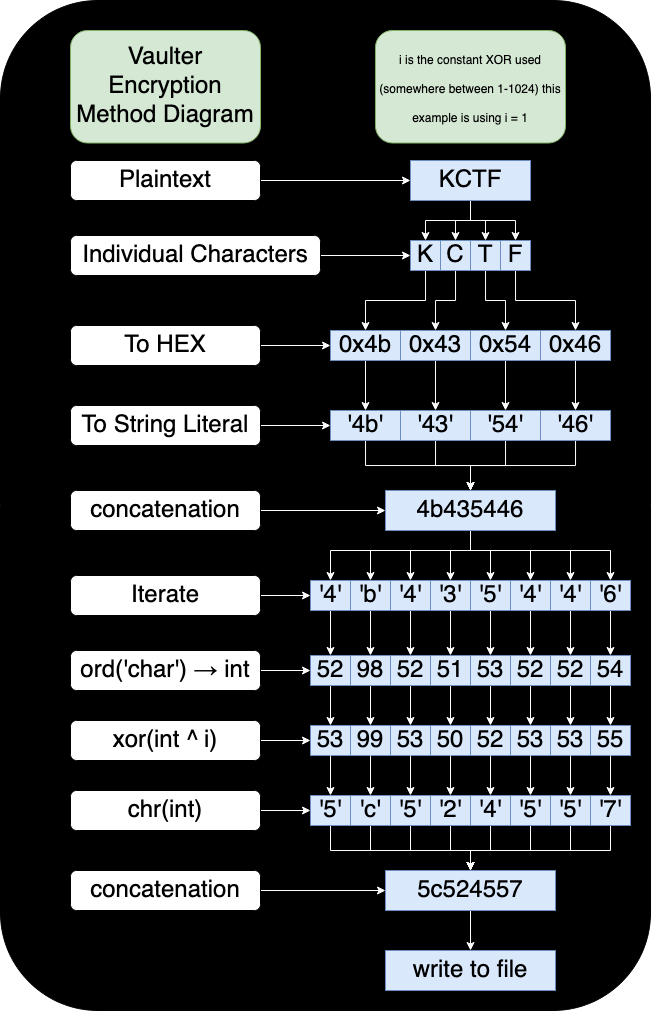 Vaulter
Encryption
Method Diagram
i is the constant XOR used
(somewhere between 1-1024) this
example is using i = 1
Plaintext
KCTF
Individual Characters
K C T F
To HEX
0x4b 0x43 0x54 0x46
To String Literal
'4b' '43' '54' '46'
concatenation
4b435446
Iterate
'4' 'b' '4' '3' '5' '4' '4' '6'
ord('char') → int
52 98 52 51 53 52 52 54
xor(int ^ i)
53 99 53 50 52 53 53 55
chr(int)
'5' 'c' '5' '2' '4' '5' '5' '7'
concatenation
5c524557
write to file